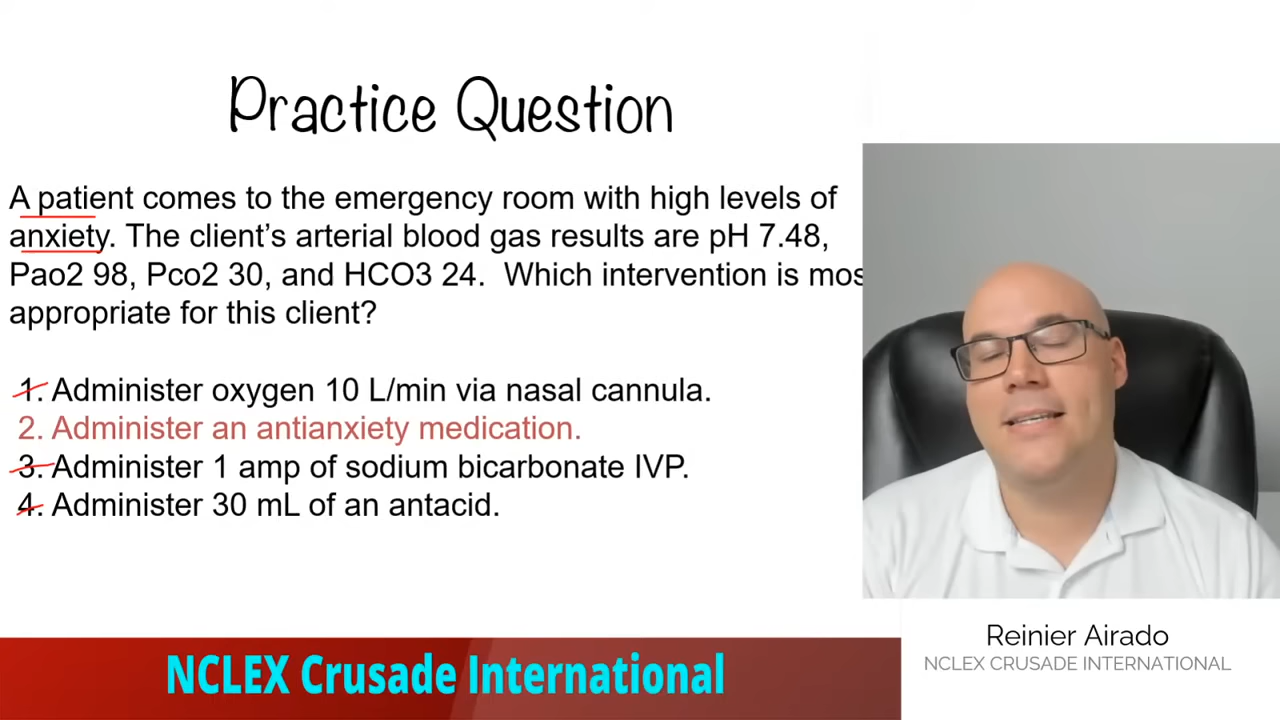 Practice Question
A patient comes to the emergency room with high levels of
anxiety. The client's arterial blood gas results are pH 7.48,
Pao2 98, Pco2 30, and HCO3 24. Which intervention is mos
appropriate for this client?
1. Administer oxygen 10 L/min via nasal cannula.
2. Administer an antianxiety medication.
3. Administer 1 amp of sodium bicarbonate IVP.
4. Administer 30 mL of an antacid.
Reinier Airado
NCLEX CRUSADE INTERNATIONAL
NCLEX Crusade International